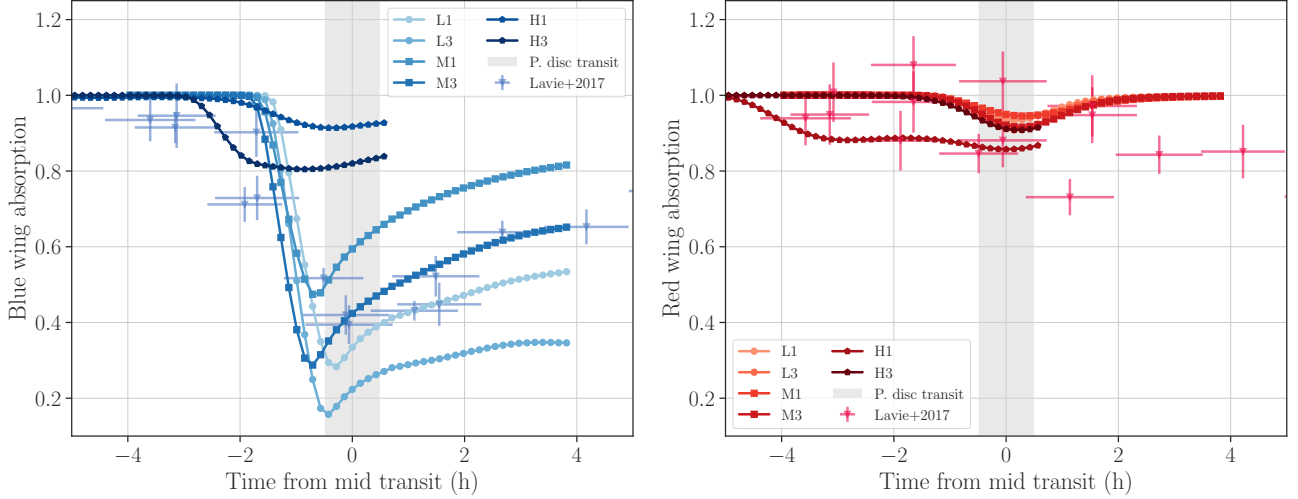 1.2
1.0
0.8
0.6
0.4
0.2
Blue wing absorption
L1
L3
M1
M3
H1
H3
P. disc transit
Lavie+2017
−4
−2
0
2
4
Time from mid transit (h)
1.2
1.0
0.8
0.6
0.4
0.2
Red wing absorption
L1
L3
M1
M3
H1
H3
P. disc transit
Lavie+2017
−4
−2
0
2
4
Time from mid transit (h)